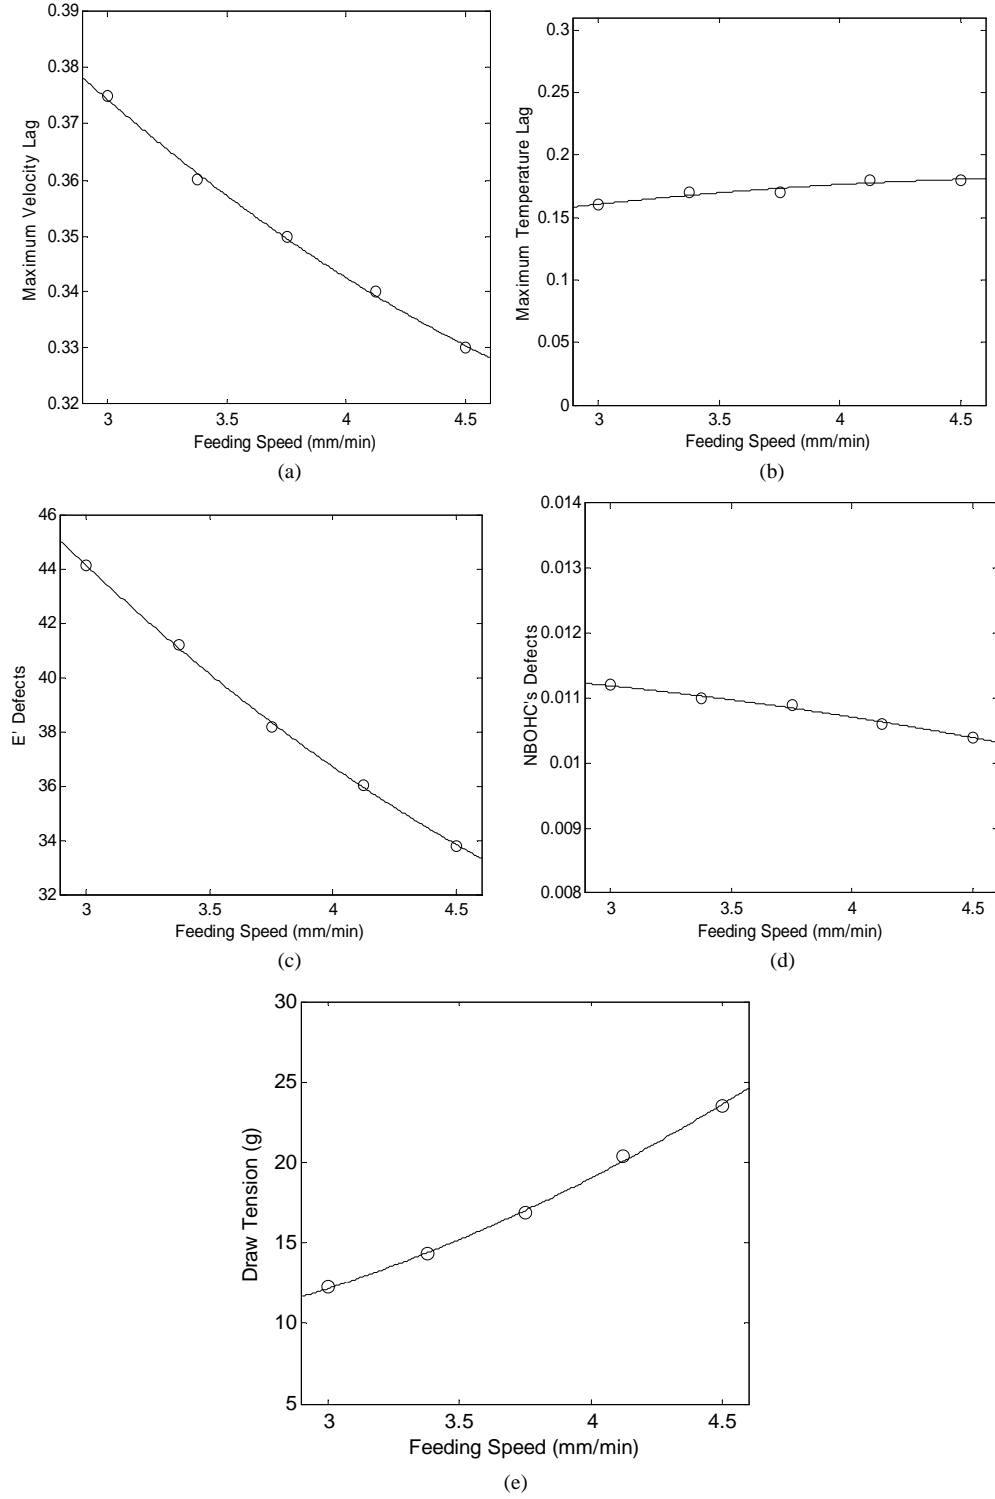 0.39
0.38
0.37
0.36
0.35
0.34
0.33
0.32
Maximum Velocity Lag
3 3.5 4 4.5
Feeding Speed (mm/min)
(a)
0.3
0.25
0.2
0.15
0.1
0.05
0
Maximum Temperature Lag
3 3.5 4 4.5
Feeding Speed (mm/min)
(b)
46
44
42
40
38
36
34
32
E' Defects
3 3.5 4 4.5
Feeding Speed (mm/min)
(c)
0.014
0.013
0.012
0.011
0.01
0.009
0.008
NBOHC's Defects
3 3.5 4 4.5
Feeding Speed (mm/min)
(d)
30
25
20
15
10
5
Draw Tension (g)
3 3.5 4 4.5
Feeding Speed (mm/min)
(e)